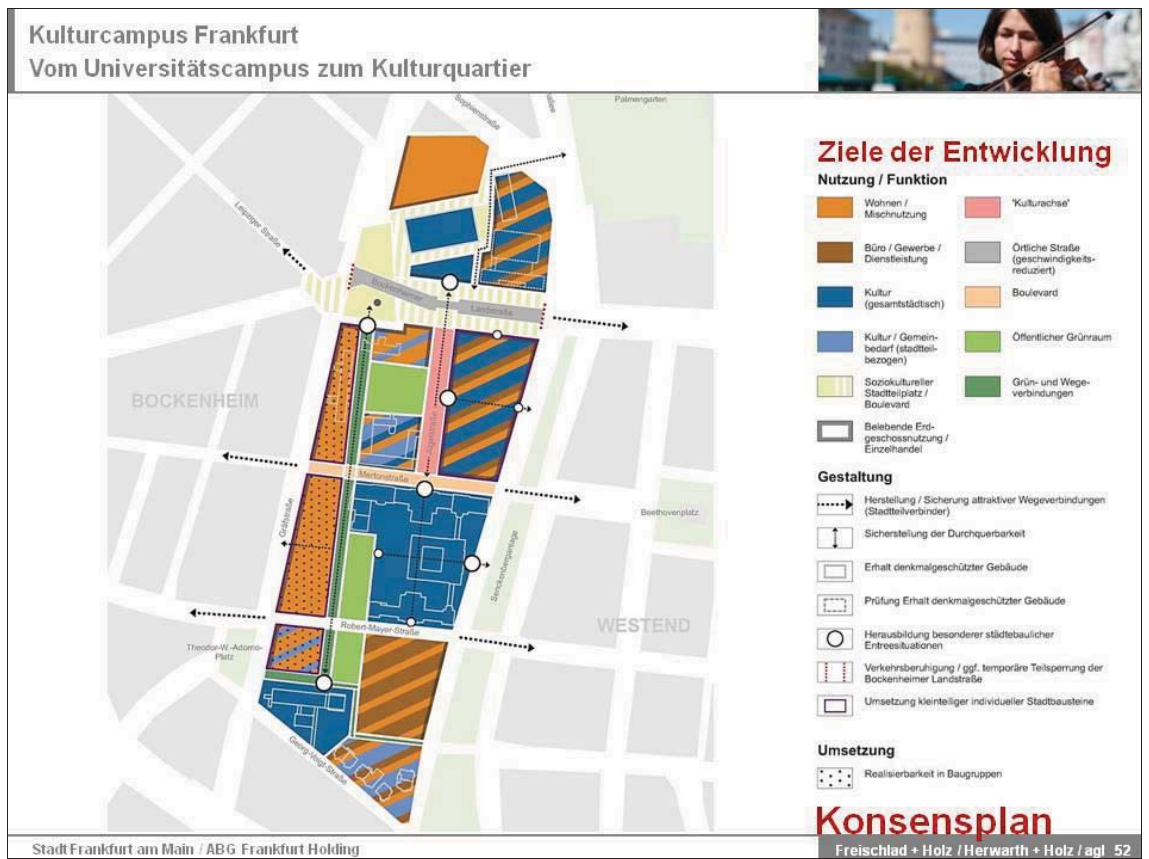 Kulturcampus Frankfurt
Vom Universitätscampus zum Kulturquartier
Sophienstraße
Palmengarten
Leipziger Straße
Bockenheimer
Landstraße
BOCKENHEIM
Jügelstraße
Mertonstraße
Gräfstraße
Beethovenplatz
Senckenberganlage
Robert-Mayer-Straße
WESTEND
Theodor-W.-Adorno-
Platz
Georg-Voigt-Straße
Ziele der Entwicklung
Nutzung / Funktion
Wohnen /
Mischnutzung
Büro / Gewerbe /
Dienstleistung
Kultur
(gesamtstädtisch)
Kultur / Gemein-
bedarf (stadtteil-
bezogen)
Soziokultureller
Stadtteilplatz /
Boulevard
Belebende Erd-
geschossnutzung /
Einzelhandel
'Kulturachse'
Örtliche Straße
(geschwindigkeits-
reduziert)
Boulevard
Öffentlicher Grünraum
Grün- und Wege-
verbindungen
Gestaltung
Herstellung / Sicherung attraktiver Wegeverbindungen
(Stadtteilverbinder)
Sicherstellung der Durchquerbarkeit
Erhalt denkmalgeschützter Gebäude
Prüfung Erhalt denkmalgeschützter Gebäude
Herausbildung besonderer städtebaulicher
Entreesituationen
Verkehrsberuhigung / ggf. temporäre Teilsperrung der
Bockenheimer Landstraße
Umsetzung kleinteiliger individueller Stadtbausteine
Umsetzung
Realisierbarkeit in Baugruppen
Konsensplan
Stadt Frankfurt am Main / ABG Frankfurt Holding
Freischlad + Holz / Herwarth + Holz / agl 52